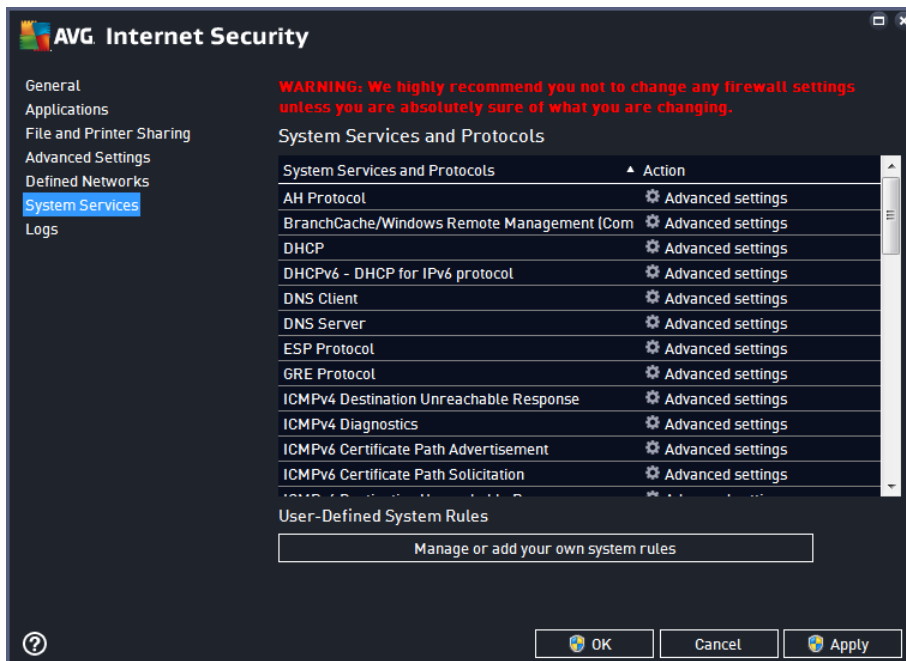 AVG Internet Security
General
Applications
File and Printer Sharing
Advanced Settings
Defined Networks
System Services
Logs
WARNING: We highly recommend you not to change any firewall settings
unless you are absolutely sure of what you are changing.
System Services and Protocols
System Services and Protocols Action
AH Protocol Advanced settings
BranchCache/Windows Remote Management (Com Advanced settings
DHCP Advanced settings
DHCPv6 - DHCP for IPv6 protocol Advanced settings
DNS Client Advanced settings
DNS Server Advanced settings
ESP Protocol Advanced settings
GRE Protocol Advanced settings
ICMPv4 Destination Unreachable Response Advanced settings
ICMPv4 Diagnostics Advanced settings
ICMPv6 Certificate Path Advertisement Advanced settings
ICMPv6 Certificate Path Solicitation Advanced settings
User-Defined System Rules
Manage or add your own system rules
OK Cancel Apply